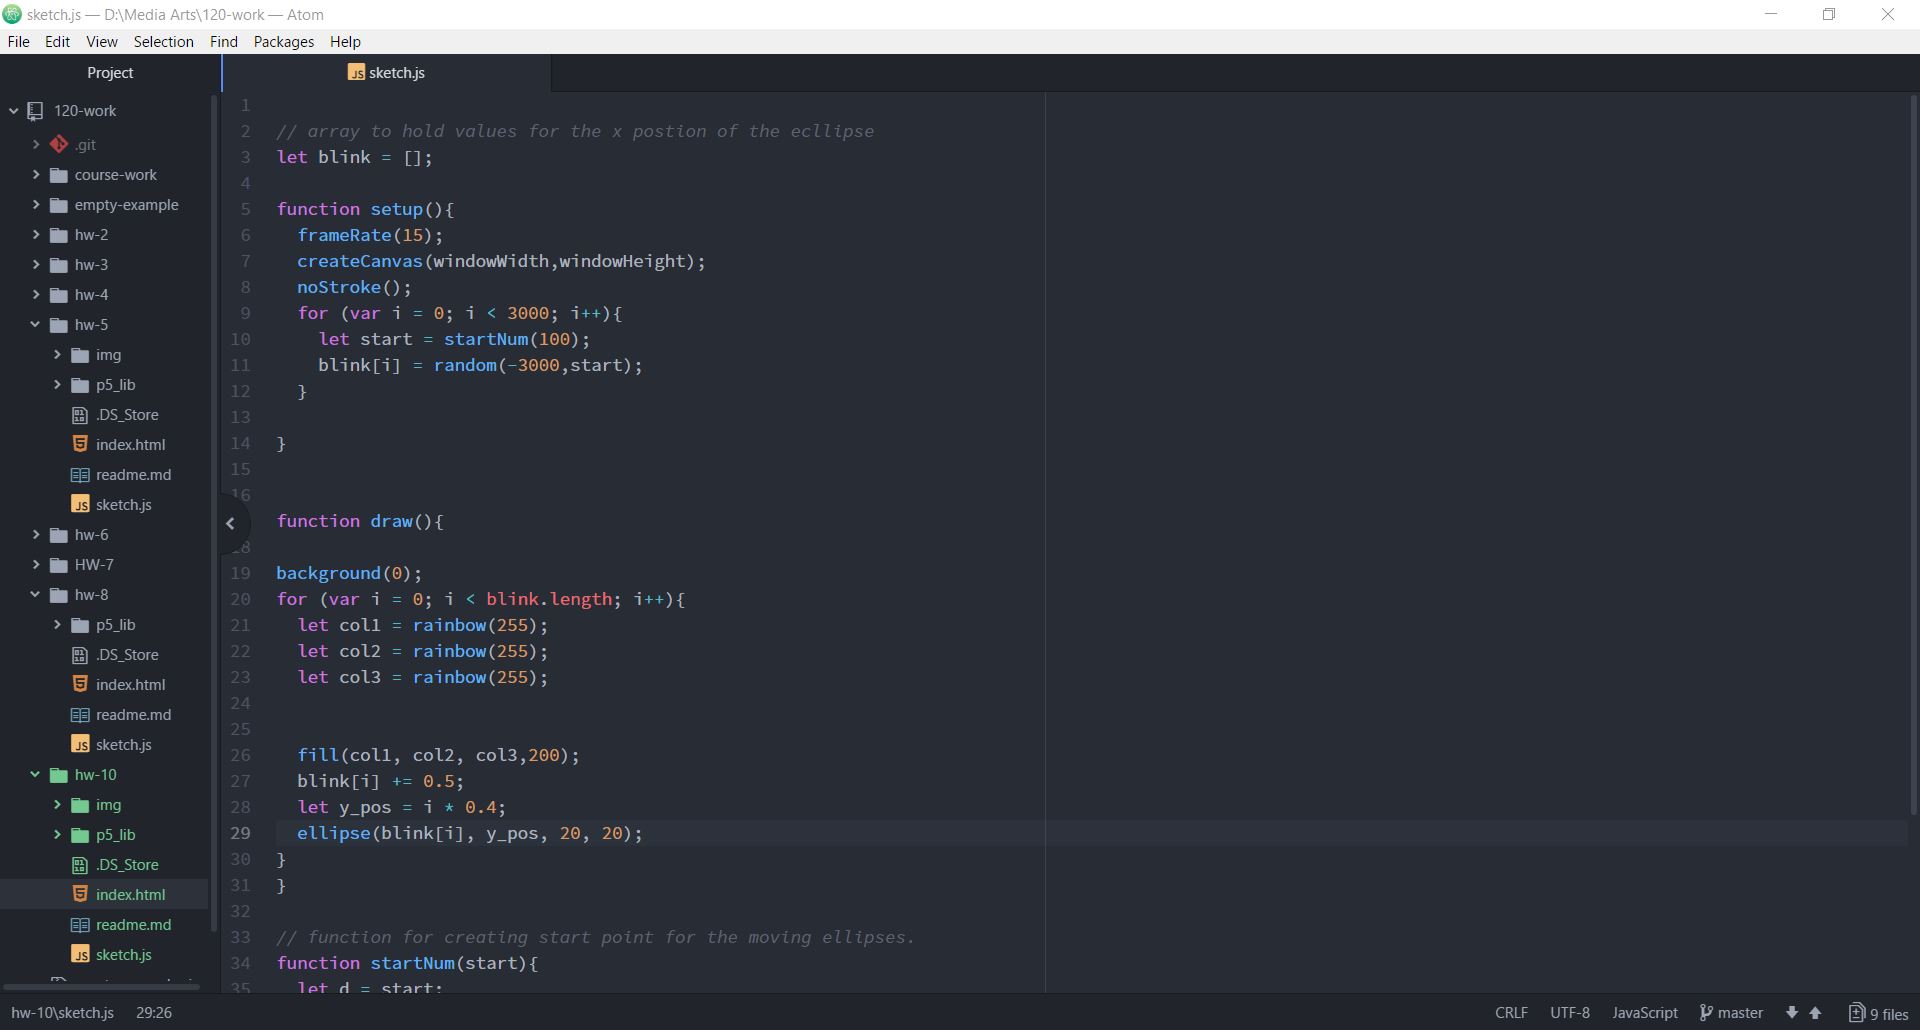 sketch.js — D:\Media Arts\120-work — Atom
File Edit View Selection Find Packages Help
Project
120-work
.git
course-work
empty-example
hw-2
hw-3
hw-4
hw-5
img
p5_lib
.DS_Store
index.html
readme.md
sketch.js
hw-6
HW-7
hw-8
p5_lib
.DS_Store
index.html
readme.md
sketch.js
hw-10
img
p5_lib
.DS_Store
index.html
readme.md
sketch.js
sketch.js
1
2 // array to hold values for the x postion of the ecllipse
3 let blink = [];
4
5 function setup(){
6 frameRate(15);
7 createCanvas(windowWidth,windowHeight);
8 noStroke();
9 for (var i = 0; i < 3000; i++){
10 let start = startNum(100);
11 blink[i] = random(-3000,start);
12 }
13
14 }
15
16
function draw(){
18
19 background(0);
20 for (var i = 0; i < blink.length; i++){
21 let col1 = rainbow(255);
22 let col2 = rainbow(255);
23 let col3 = rainbow(255);
24
25
26 fill(col1, col2, col3,200);
27 blink[i] += 0.5;
28 let y_pos = i * 0.4;
29 ellipse(blink[i], y_pos, 20, 20);
30 }
31 }
32
33 // function for creating start point for the moving ellipses.
34 function startNum(start){
35 let d = start;
hw-10\sketch.js 29:26 CRLF UTF-8 JavaScript master 9 files